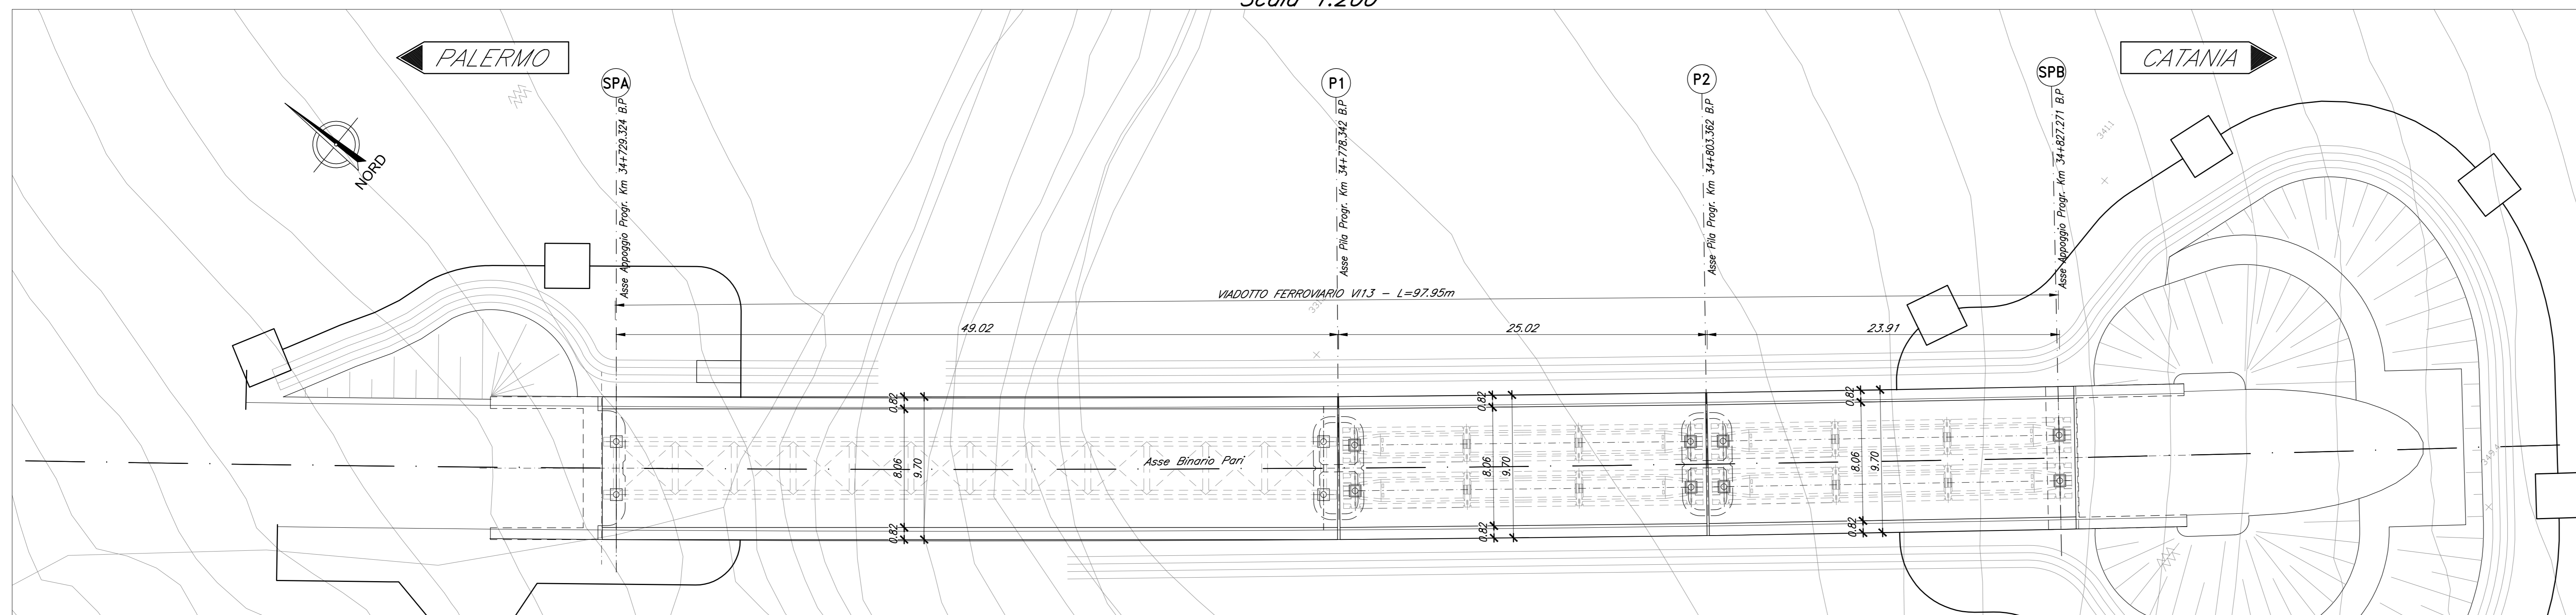 Scala 1:200
PALERMO
CATANIA
NORD
SPA
Asse Appoggio Progr. Km 34+729.324 B.P
P1
Asse Pila Progr. Km 34+778.342 B.P
P2
Asse Pila Progr. Km 34+803.362 B.P
SPB
Asse Appoggio Progr. Km 34+827.271 B.P
341.1
VIADOTTO FERROVIARIO VI13 - L=97.95m
49.02
25.02
23.91
0.82
8.06
9.70
0.82
Asse Binario Pari
0.82
8.06
9.70
0.82
0.82
8.06
9.70
0.82